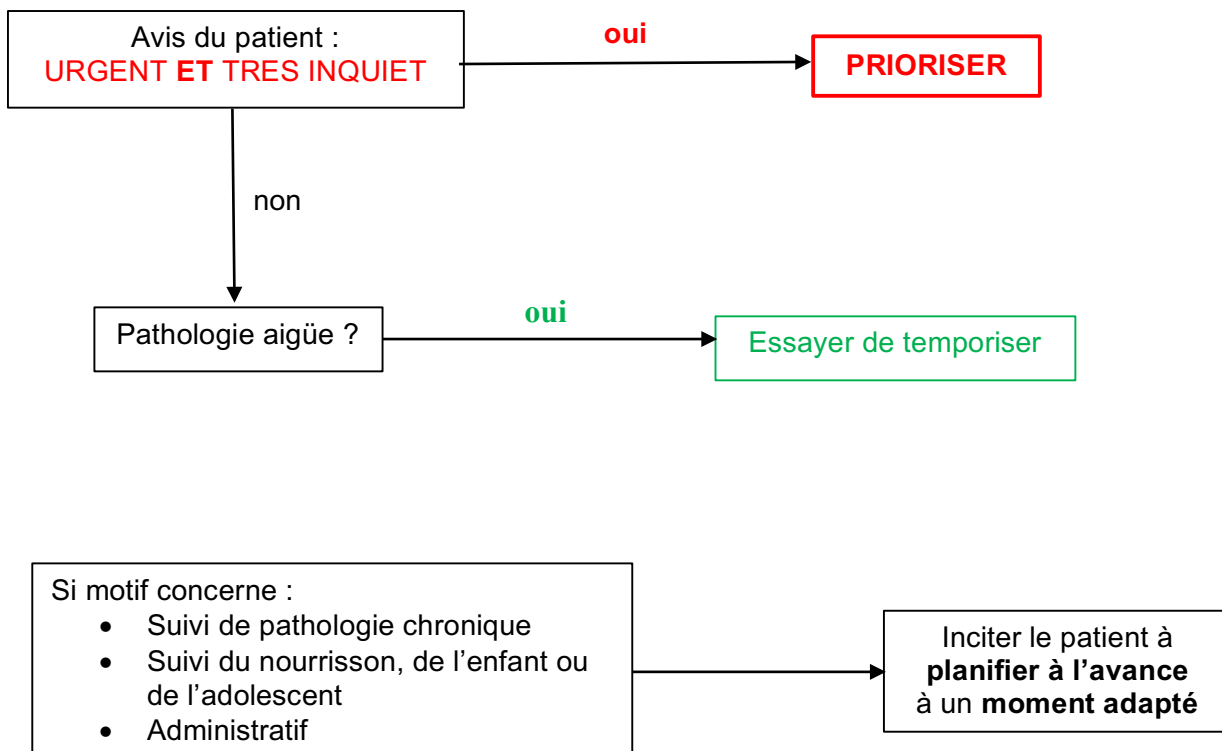 Avis du patient :
URGENT ET TRES INQUIET
oui
PRIORISER
non
Pathologie aigüe ?
oui
Essayer de temporiser
Si motif concerne :
• Suivi de pathologie chronique
• Suivi du nourrisson, de l’enfant ou
de l’adolescent
• Administratif
Inciter le patient à
planifier à l’avance
à un moment adapté